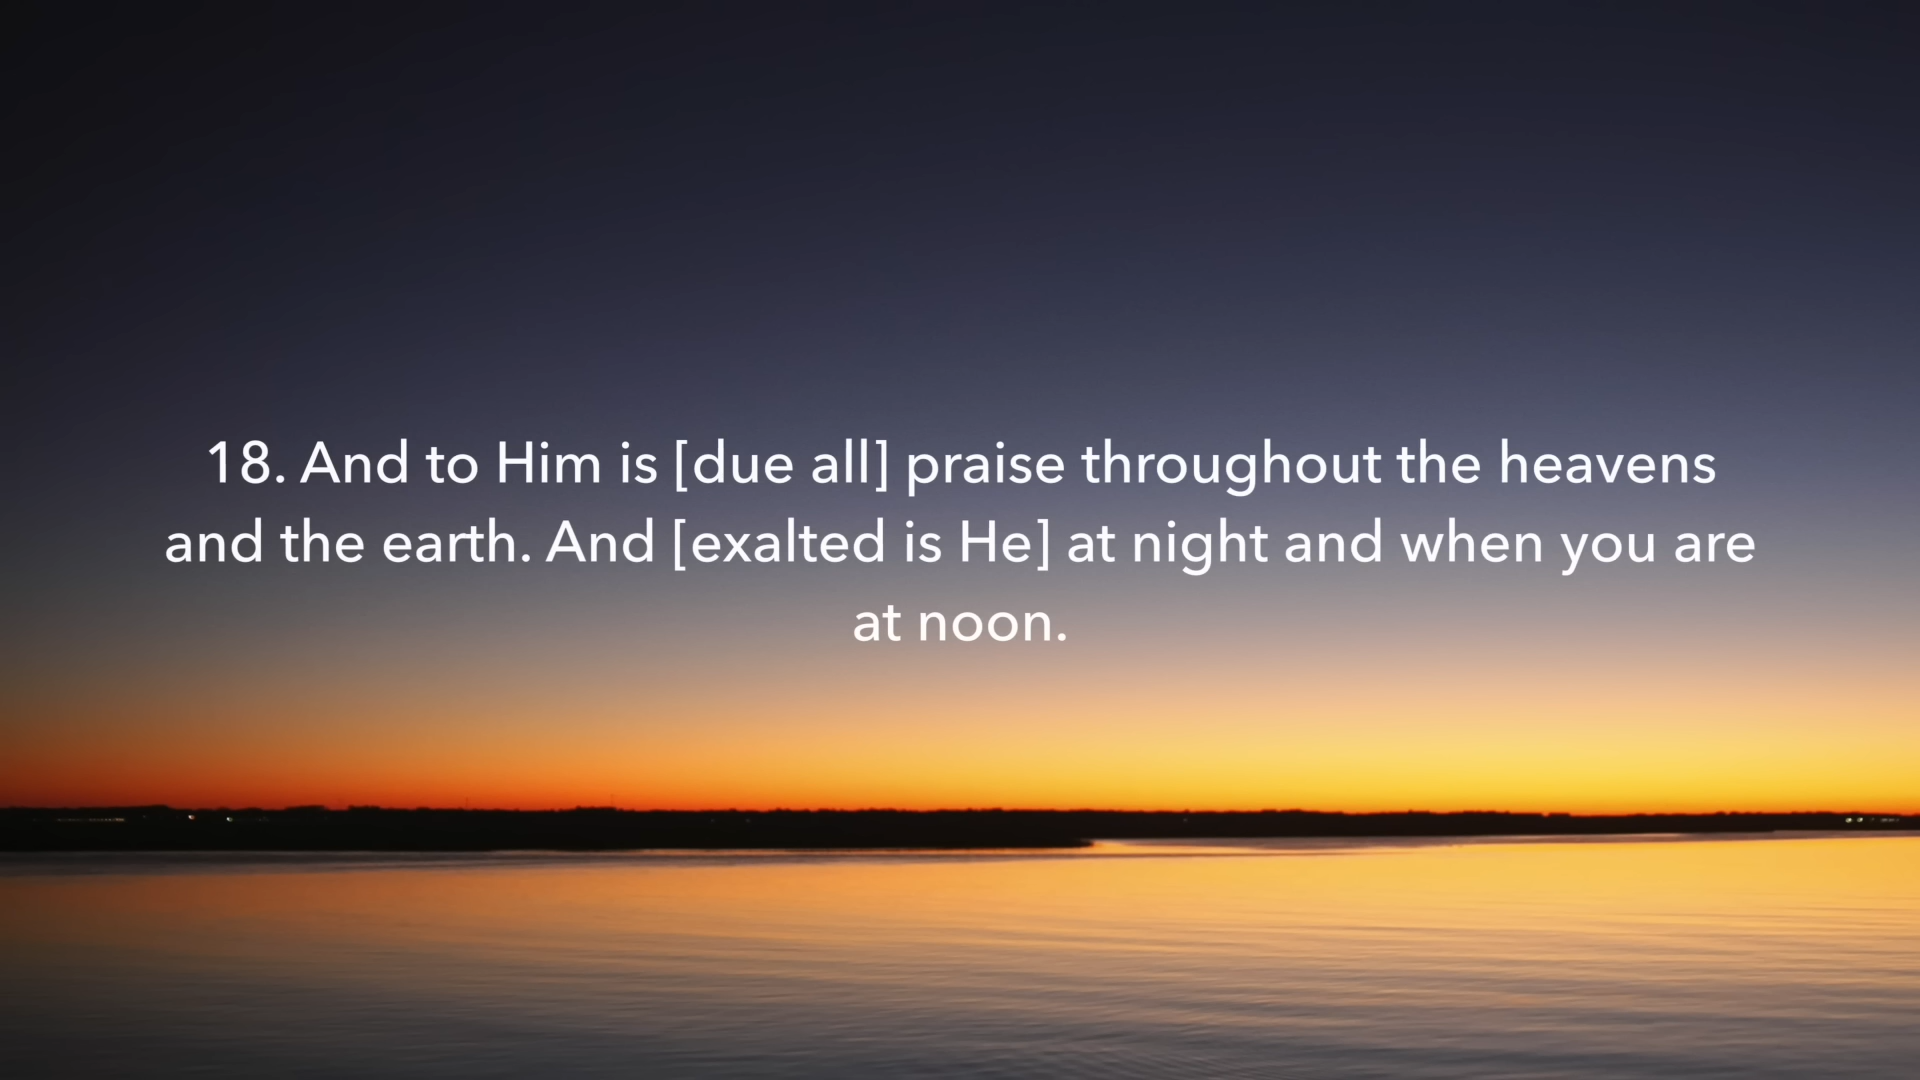 18. And to Him is [due all] praise throughout the heavens
and the earth. And [exalted is He] at night and when you are
at noon.